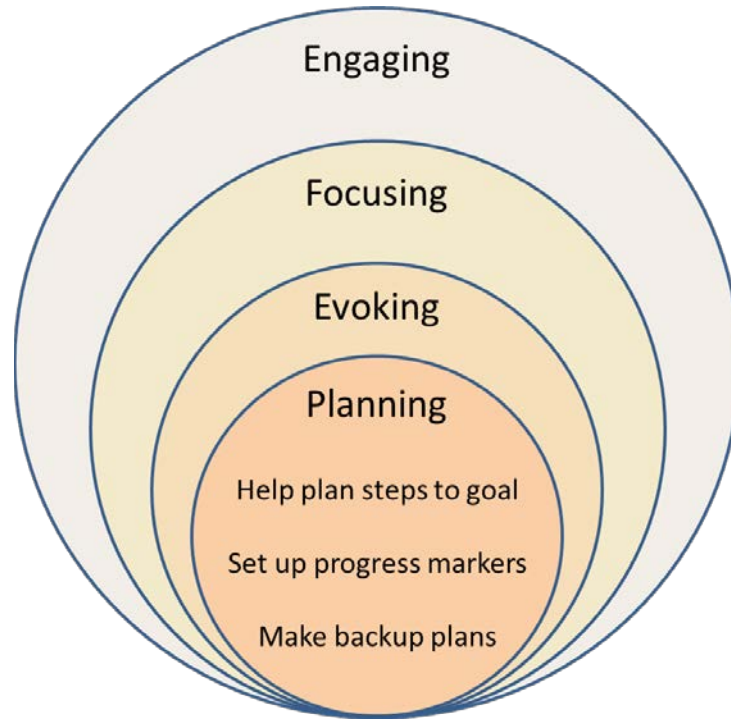 Engaging
Focusing
Evoking
Planning
Help plan steps to goal
Set up progress markers
Make backup plans